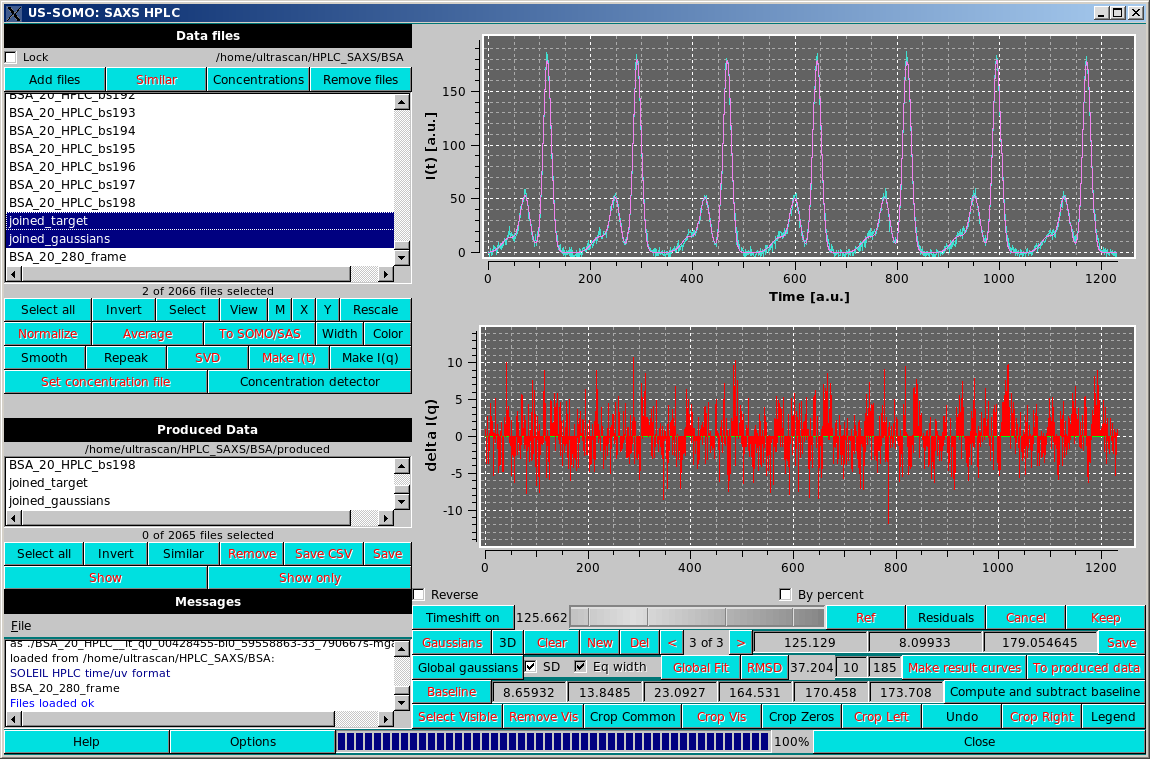 US-SOMO: SAXS HPLC
Data files
Lock /home/ultrascan/HPLC_SAXS/BSA
Add files Similar Concentrations Remove files
BSA_20_HPLC_bs192
BSA_20_HPLC_bs193
BSA_20_HPLC_bs194
BSA_20_HPLC_bs195
BSA_20_HPLC_bs196
BSA_20_HPLC_bs197
BSA_20_HPLC_bs198
joined_target
joined_gaussians
BSA_20_280_frame
2 of 2066 files selected
Select all Invert Select View M X Y Rescale
Normalize Average To SOMO/SAS Width Color
Smooth Repeak SVD Make I(t) Make I(q)
Set concentration file Concentration detector
Produced Data
/home/ultrascan/HPLC_SAXS/BSA/produced
BSA_20_HPLC_bs198
joined_target
joined_gaussians
0 of 2065 files selected
Select all Invert Similar Remove Save CSV Save
Show Show only
Messages
File
loaded from /home/ultrascan/HPLC_SAXS/BSA:
SOLEIL HPLC time/uv format
BSA_20_280_frame
Files loaded ok
I(t) [a.u.]
150
100
50
0
0 200 400 600 800 1000 1200
Time [a.u.]
delta I(q)
10
5
0
-5
-10
0 200 400 600 800 1000 1200
Reverse By percent
Timeshift on 125.662 Ref Residuals Cancel Keep
Gaussians 3D Clear New Del < 3 of 3 > 125.129 8.09933 179.054645 Save
Global gaussians SD Eq width Global Fit RMSD 37.204 10 185 Make result curves To produced data
Baseline 8.65932 13.8485 23.0927 164.531 170.458 173.708 Compute and subtract baseline
Select Visible Remove Vis Crop Common Crop Vis Crop Zeros Crop Left Undo Crop Right Legend
Help Options 100% Close